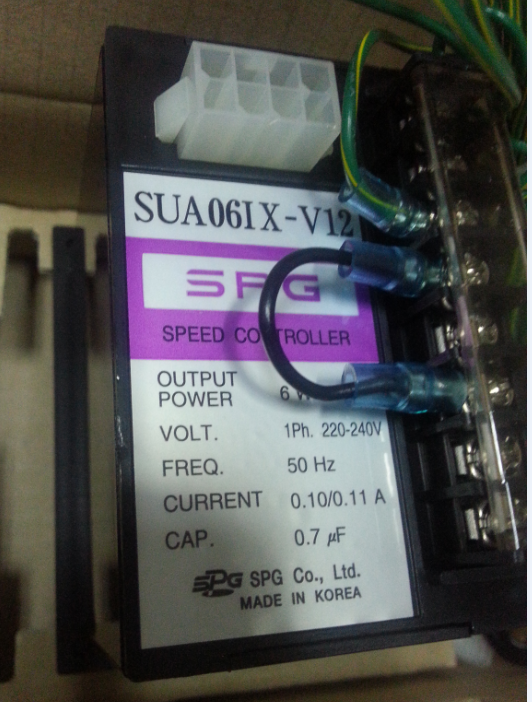 SUA06IX-V12
SPG
SPEED CONTROLLER
OUTPUT POWER 6 W
VOLT. 1Ph. 220-240V
FREQ. 50 Hz
CURRENT 0.10/0.11 A
CAP. 0.7 µF
SPG SPG Co., Ltd.
MADE IN KOREA